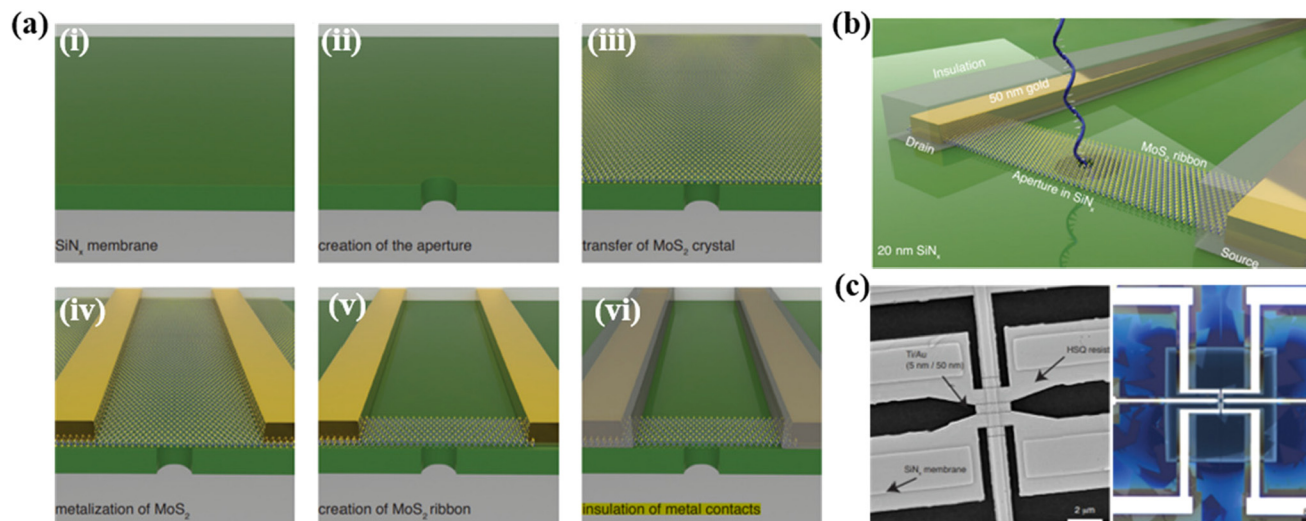 (a)
(i)
(ii)
(iii)
SiNx membrane
creation of the aperture
transfer of MoS2 crystal
(iv)
(v)
(vi)
metalization of MoS2
creation of MoS2 ribbon
insulation of metal contacts
(b)
Insulation
50 nm gold
Drain
MoS2 ribbon
Aperture in SiNx
20 nm SiNx
Source
(c)
Ti/Au
(5 nm / 50 nm)
HSQ resist
SiNx membrane
2 μm